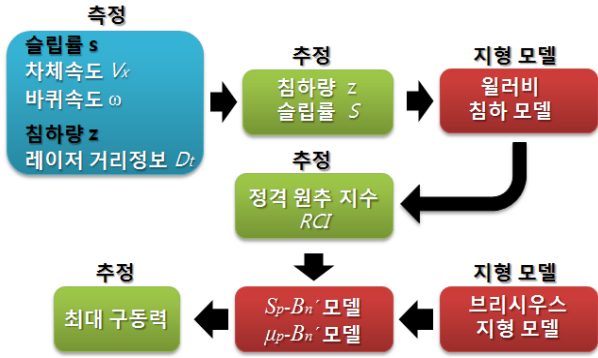 측정
슬립률 s
차체속도 Vx
바퀴속도 ω
침하량 z
레이저 거리정보 Dt
추정
침하량 z
슬립률 S
지형 모델
윌러비
침하 모델
추정
정격 원추 지수
RCI
추정
최대 구동력
Sp-Bn´ 모델
μp-Bn´ 모델
지형 모델
브리시우스
지형 모델